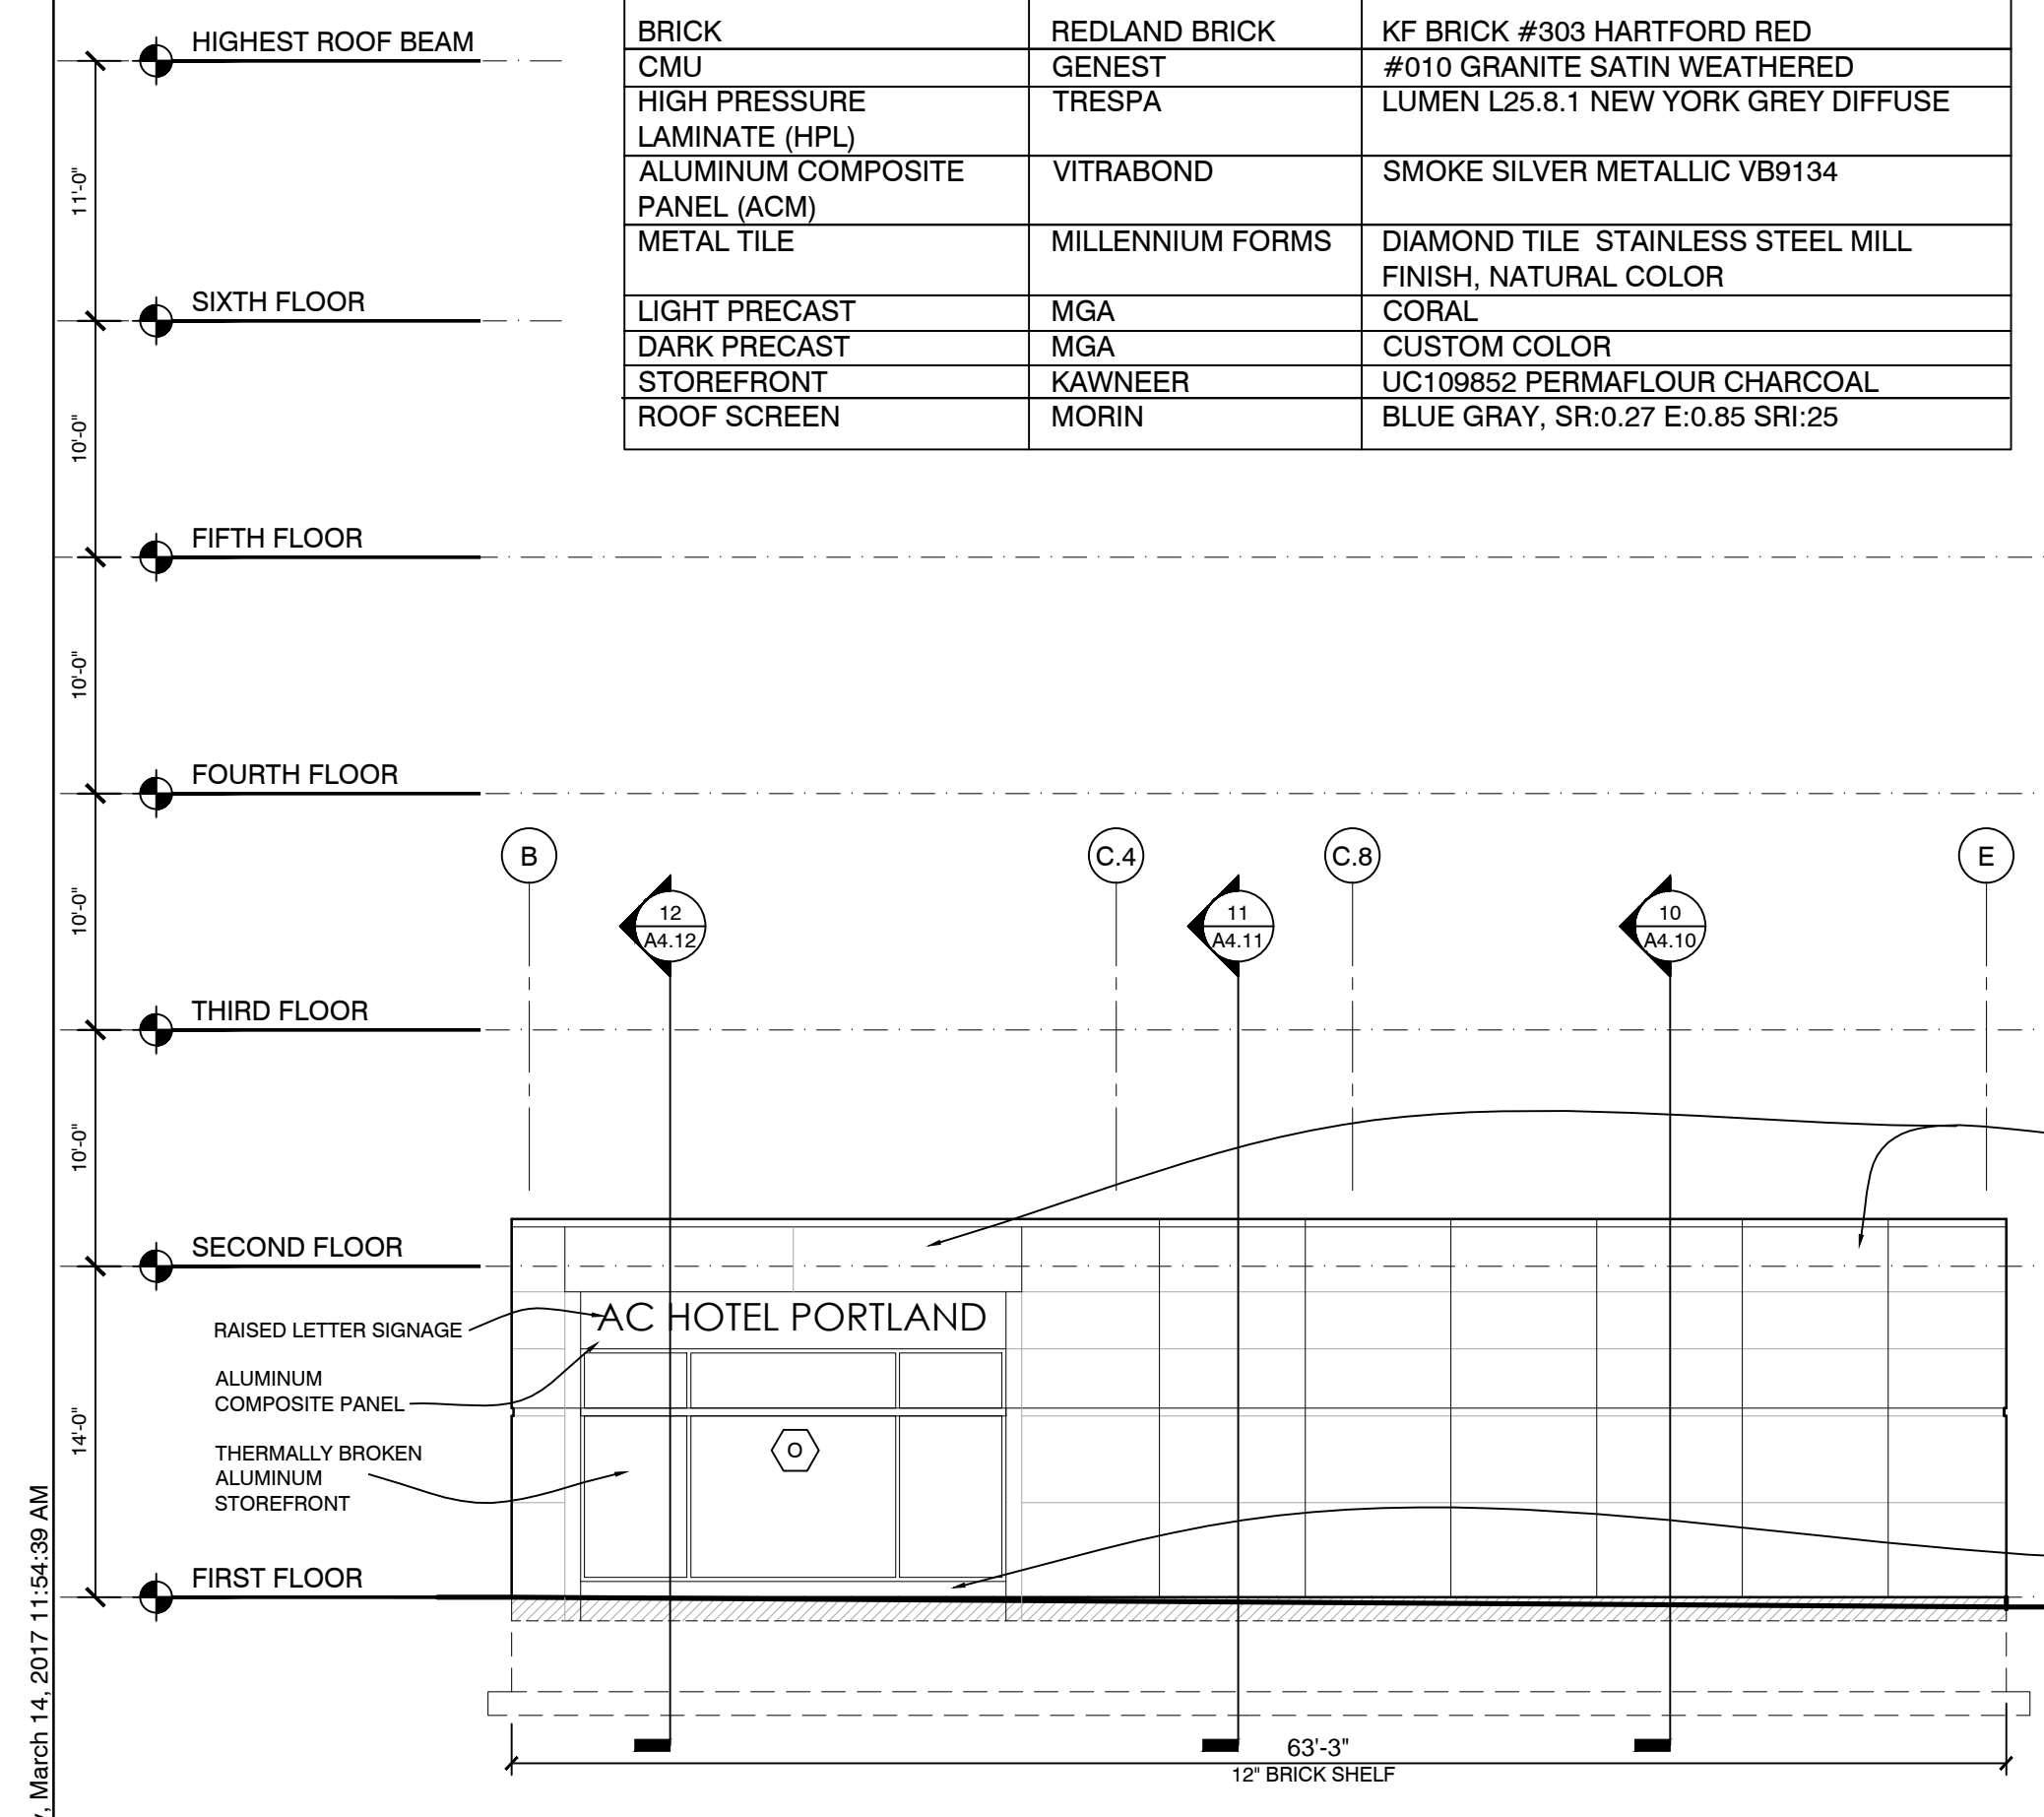 HIGHEST ROOF BEAM
11'-0"
SIXTH FLOOR
10'-0"
FIFTH FLOOR
10'-0"
FOURTH FLOOR
10'-0"
THIRD FLOOR
10'-0"
SECOND FLOOR
14'-0"
FIRST FLOOR
BRICK REDLAND BRICK KF BRICK #303 HARTFORD RED
CMU GENEST #010 GRANITE SATIN WEATHERED
HIGH PRESSURE TRESPA LUMEN L25.8.1 NEW YORK GREY DIFFUSE
LAMINATE (HPL)
ALUMINUM COMPOSITE VITRABOND SMOKE SILVER METALLIC VB9134
PANEL (ACM)
METAL TILE MILLENNIUM FORMS DIAMOND TILE STAINLESS STEEL MILL
FINISH, NATURAL COLOR
LIGHT PRECAST MGA CORAL
DARK PRECAST MGA CUSTOM COLOR
STOREFRONT KAWNEER UC109852 PERMAFLOUR CHARCOAL
ROOF SCREEN MORIN BLUE GRAY, SR:0.27 E:0.85 SRI:25
B C.4 C.8 E
12 11 10
A4.12 A4.11 A4.10
RAISED LETTER SIGNAGE
AC HOTEL PORTLAND
ALUMINUM
COMPOSITE PANEL
THERMALLY BROKEN
ALUMINUM
STOREFRONT
O
63'-3"
12" BRICK SHELF
, March 14, 2017 11:54:39 AM